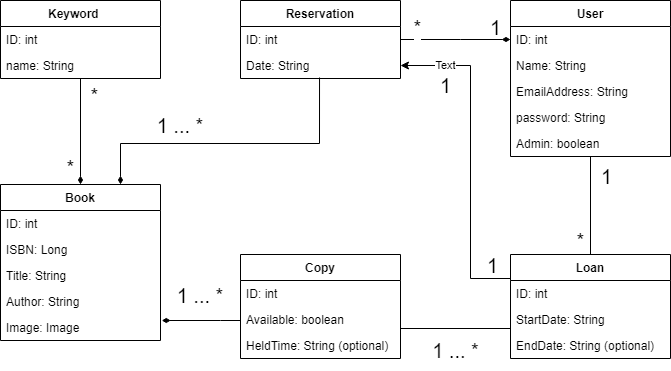 Keyword
ID: int
name: String
Reservation
ID: int
Date: String
User
ID: int
Name: String
EmailAddress: String
password: String
Admin: boolean
*
1
Text
1
*
*
1 ... *
1
*
Book
ID: int
ISBN: Long
Title: String
Author: String
Image: Image
1 ... *
Copy
ID: int
Available: boolean
HeldTime: String (optional)
1
1 ... *
Loan
ID: int
StartDate: String
EndDate: String (optional)